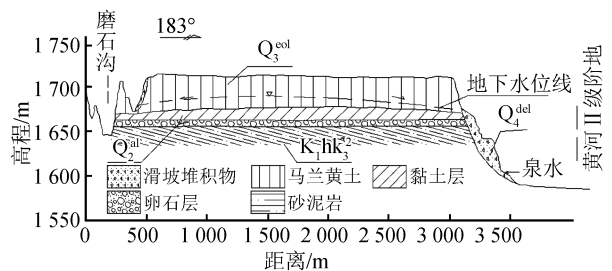 183°
磨石沟
1 750
1 700
1 650
1 600
1 550
高程/m
Q₃ᵉᵒˡ
地下水位线
Q₄ᵈᵉˡ
黄河Ⅱ级阶地
Q₂ᵃˡ
K₁hk₃²
泉水
滑坡堆积物
马兰黄土
黏土层
卵石层
砂泥岩
0
500
1 000
1 500
2 000
2 500
3 000
3 500
距离/m